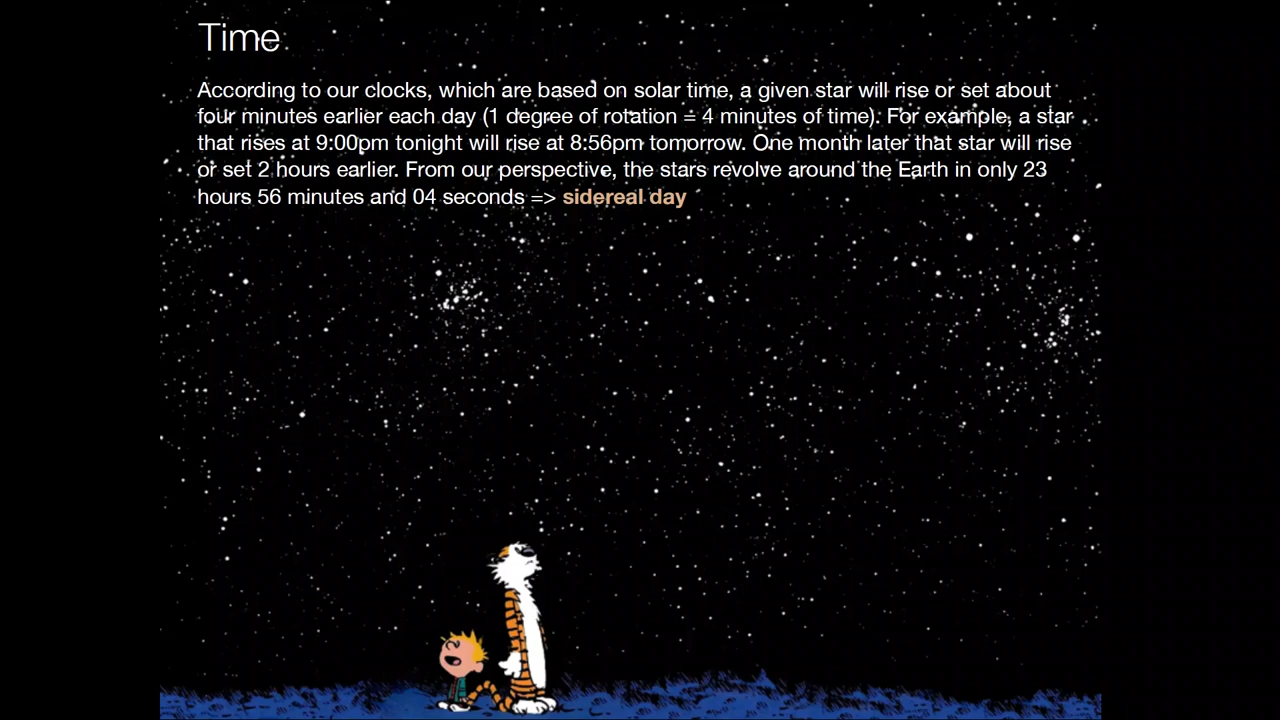 Time
According to our clocks, which are based on solar time, a given star will rise or set about
four minutes earlier each day (1 degree of rotation = 4 minutes of time). For example, a star
that rises at 9:00pm tonight will rise at 8:56pm tomorrow. One month later that star will rise
or set 2 hours earlier. From our perspective, the stars revolve around the Earth in only 23
hours 56 minutes and 04 seconds => sidereal day